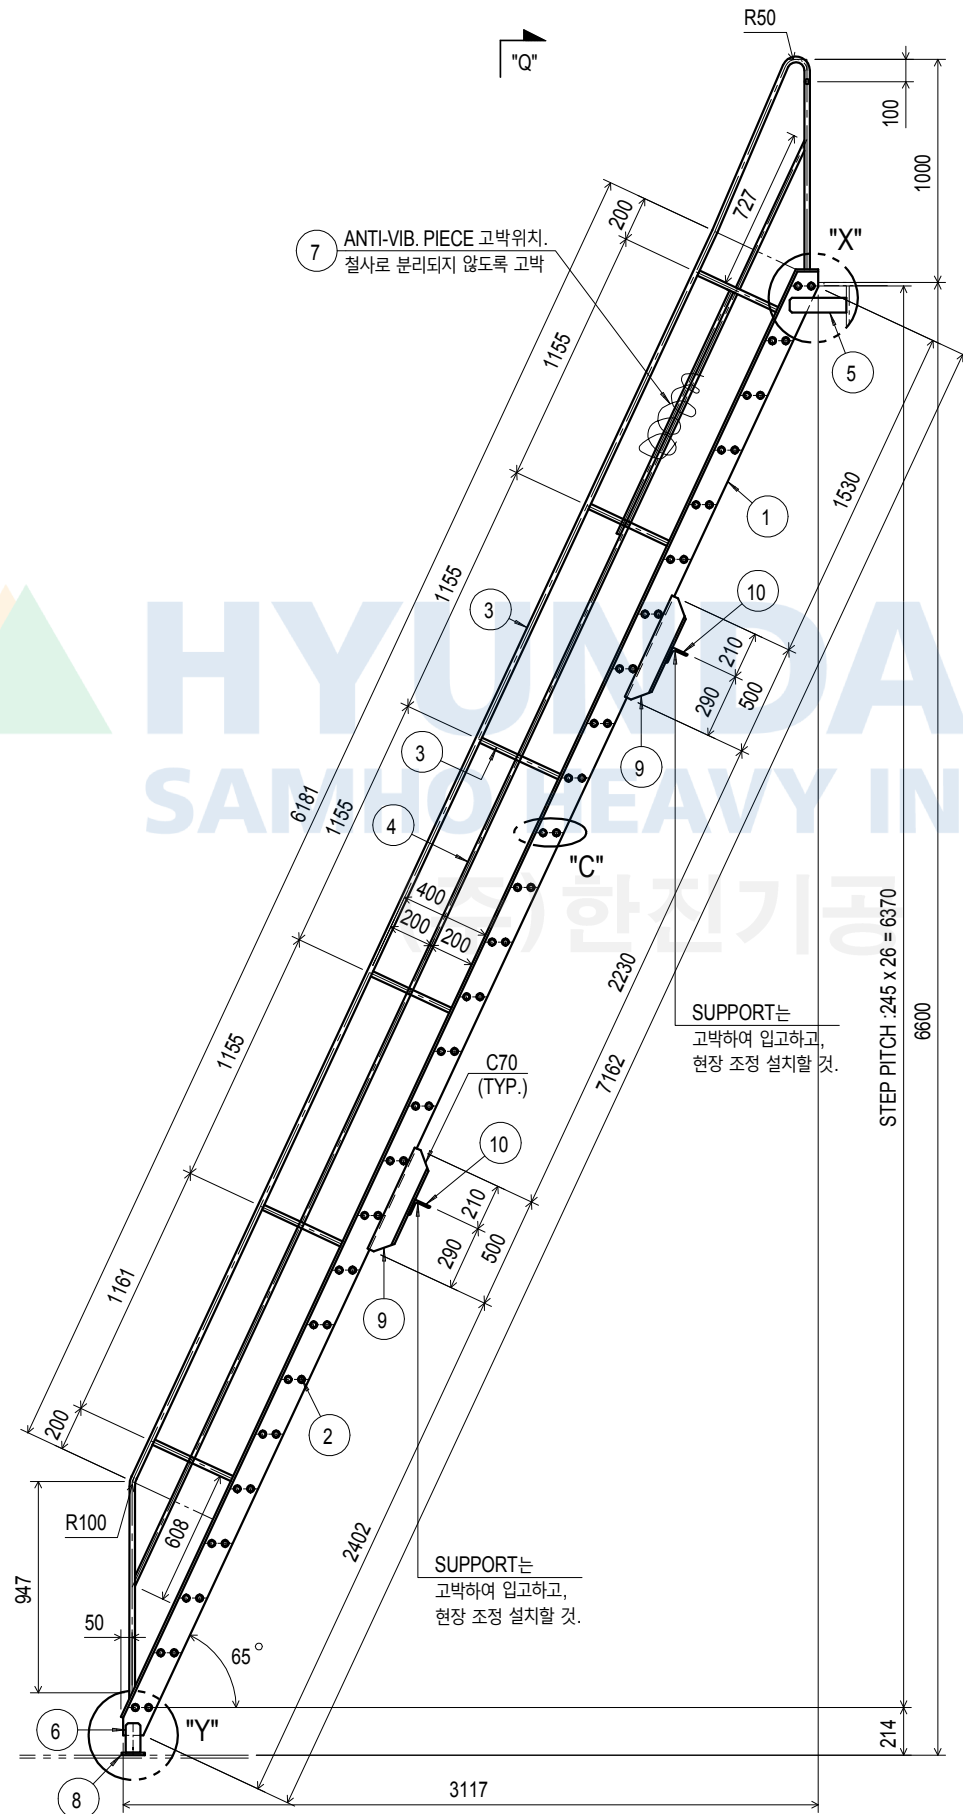 R50
"Q"
100
1000
727
200
"X"
7
ANTI-VIB. PIECE 고박위치.
철사로 분리되지 않도록 고박
1155
5
1530
1
1155
3
10
210
290
500
3
9
6181
1155
4
"C"
HYUNDA
SAMHO HEAVY IN
(주)한진기공
400
200
200
2230
STEP PITCH :245 x 26 = 6370
6600
SUPPORT는
고박하여 입고하고,
현장 조정 설치할 것.
1155
C70
(TYP.)
7162
10
210
290
500
9
1161
2
200
R100
608
2402
947
SUPPORT는
고박하여 입고하고,
현장 조정 설치할 것.
50
65°
6
"Y"
214
8
3117